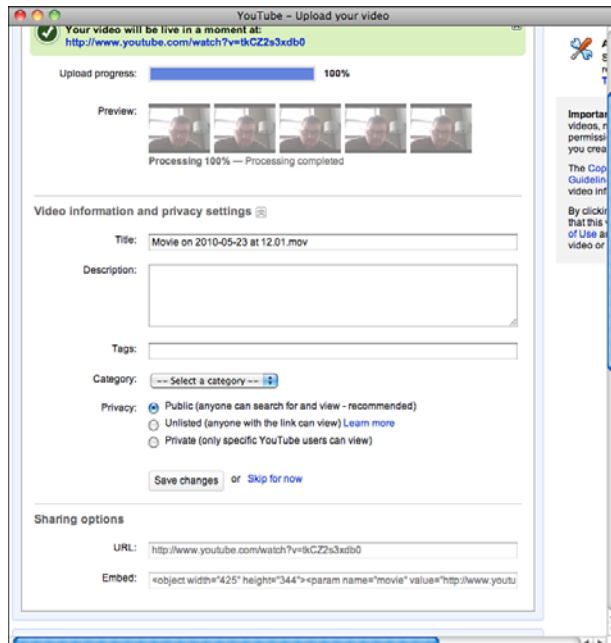 YouTube – Upload your video
Your video will be live in a moment at:
http://www.youtube.com/watch?v=tkCZ2s3xdb0
Upload progress: 100%
Preview:
Processing 100% — Processing completed
Video information and privacy settings
Title: Movie on 2010-05-23 at 12.01.mov
Description:
Tags:
Category: -- Select a category --
Privacy: Public (anyone can search for and view - recommended)
Unlisted (anyone with the link can view) Learn more
Private (only specific YouTube users can view)
Save changes or Skip for now
Sharing options
URL: http://www.youtube.com/watch?v=tkCZ2s3xdb0
Embed: <object width="425" height="344"><param name="movie" value="http://www.youtu
Importan
videos, n
permissi
you crea
The Cop
Guidelin
video inf
By clickin
that this
of Use a
video or